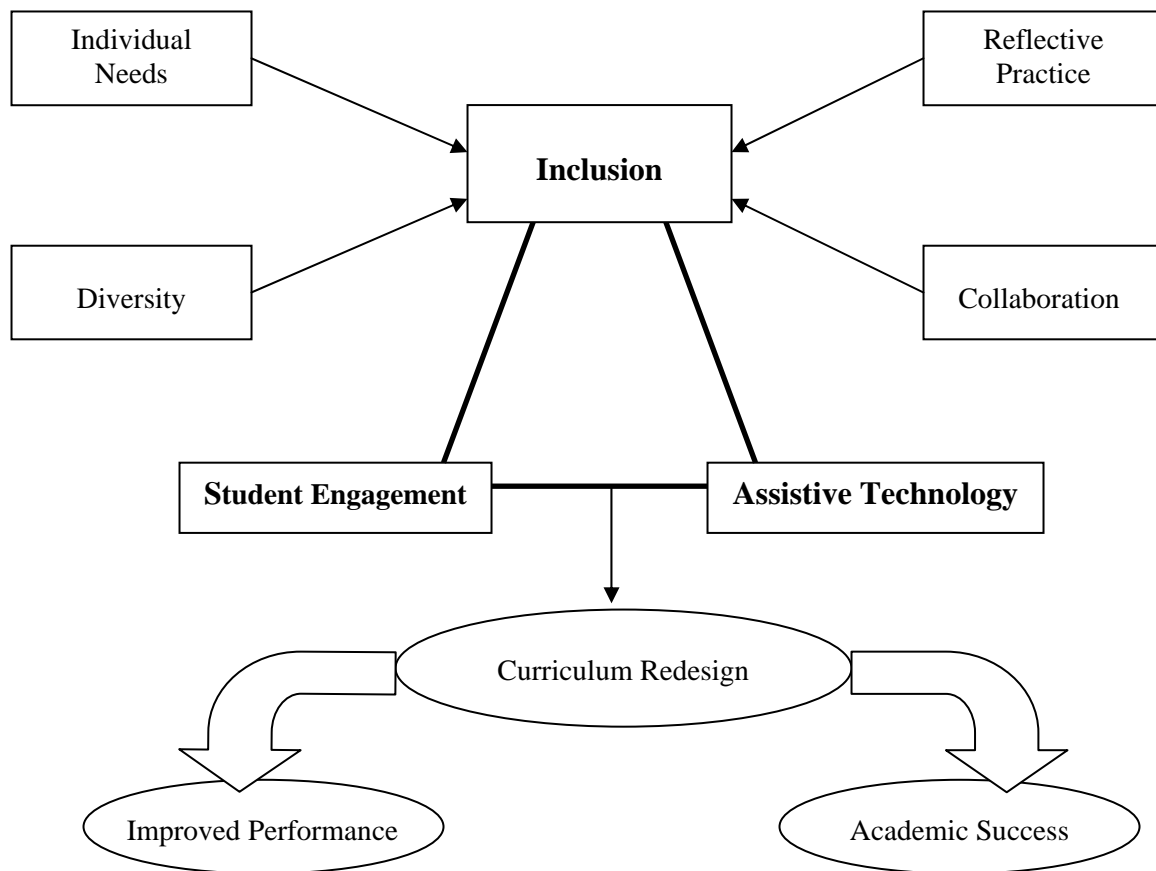 Individual
Needs
Reflective
Practice
Inclusion
Diversity
Collaboration
Student Engagement
Assistive Technology
Curriculum Redesign
Improved Performance
Academic Success